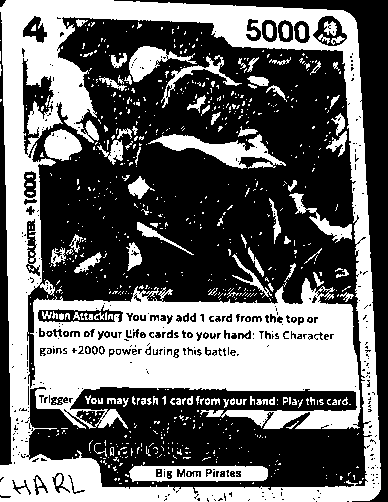 4 5000
COUNTER +1000
When Attacking You may add 1 card from the top or
bottom of your Life cards to your hand: This Character
gains +2000 power during this battle.
Trigger You may trash 1 card from your hand: Play this card.
Charlotte
Big Mom Pirates
CHARL